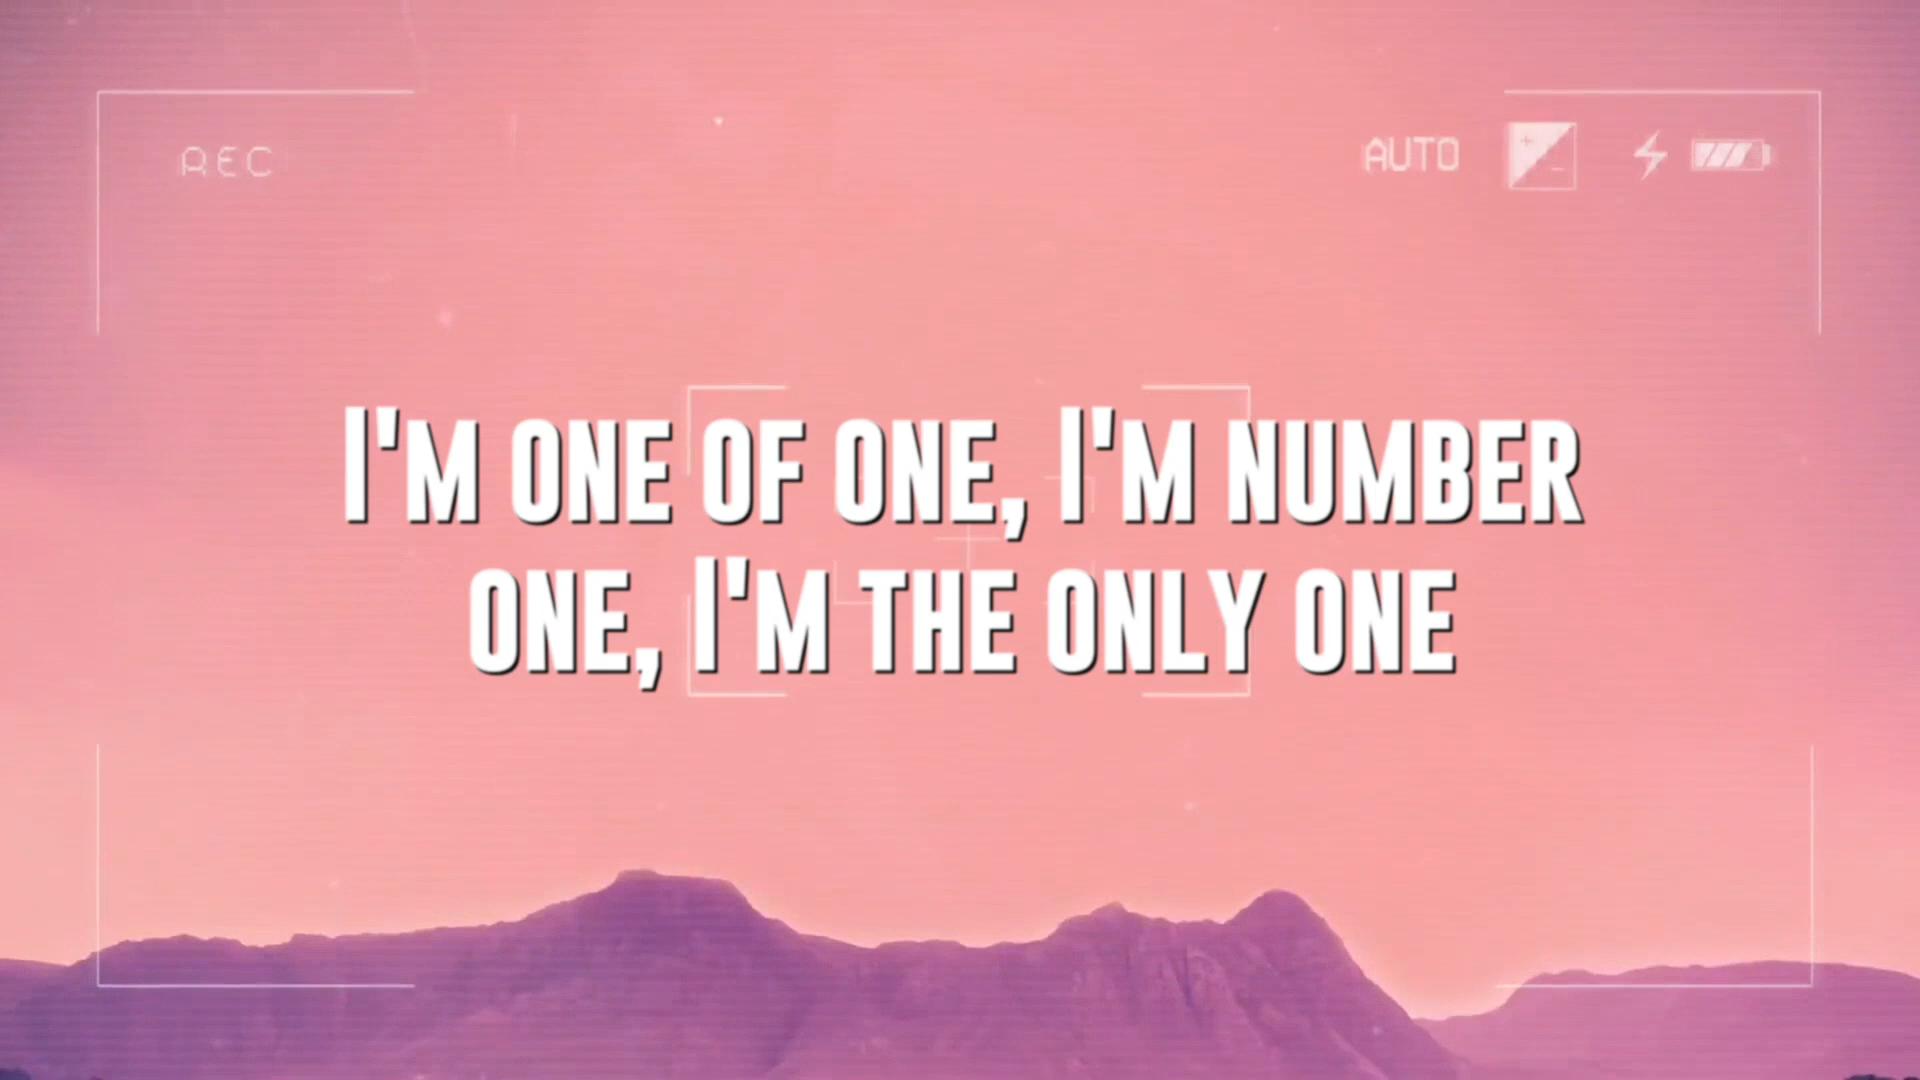 REC
AUTO
I'M ONE OF ONE, I'M NUMBER
ONE, I'M THE ONLY ONE